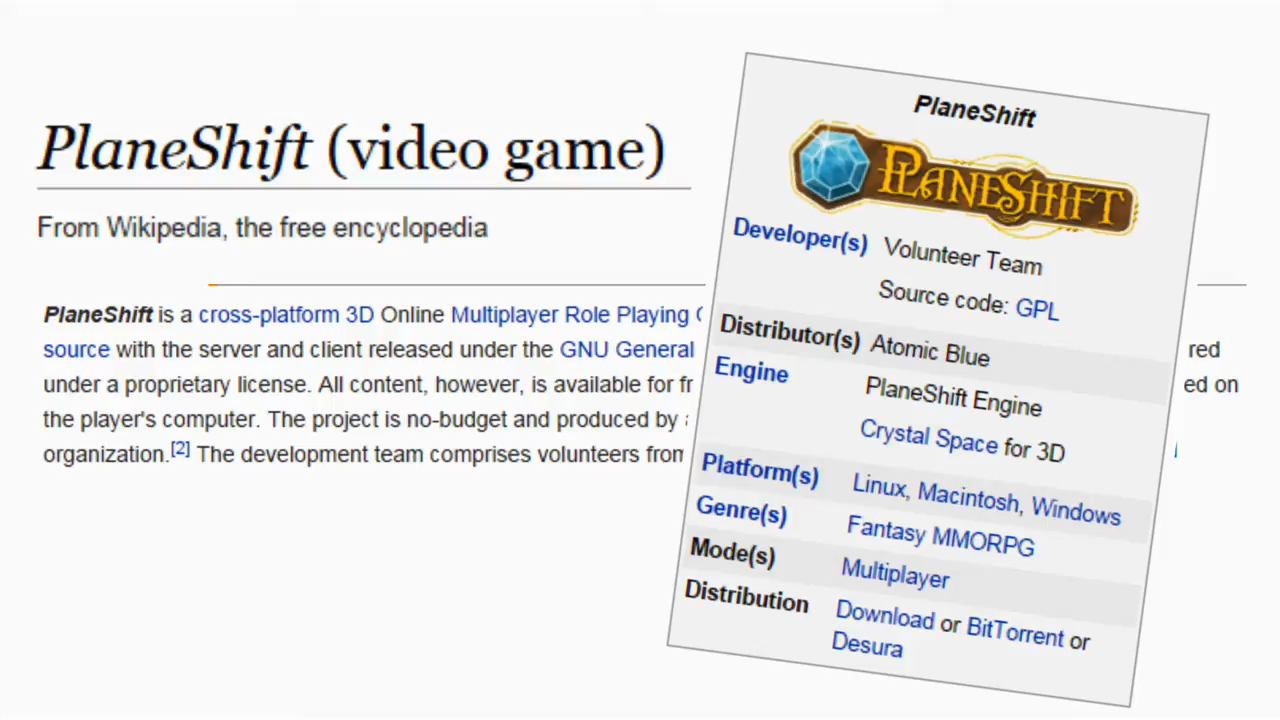 PlaneShift (video game)
From Wikipedia, the free encyclopedia
PlaneShift is a cross-platform 3D Online Multiplayer Role Playing
source with the server and client released under the GNU General
red
under a proprietary license. All content, however, is available for
ed on
the player's computer. The project is no-budget and produced by
organization.[2] The development team comprises volunteers from
PlaneShift
PLANESHIFT
Developer(s) Volunteer Team
Source code: GPL
Distributor(s) Atomic Blue
Engine PlaneShift Engine
Crystal Space for 3D
Platform(s) Linux, Macintosh, Windows
Genre(s) Fantasy MMORPG
Mode(s) Multiplayer
Distribution Download or BitTorrent or
Desura